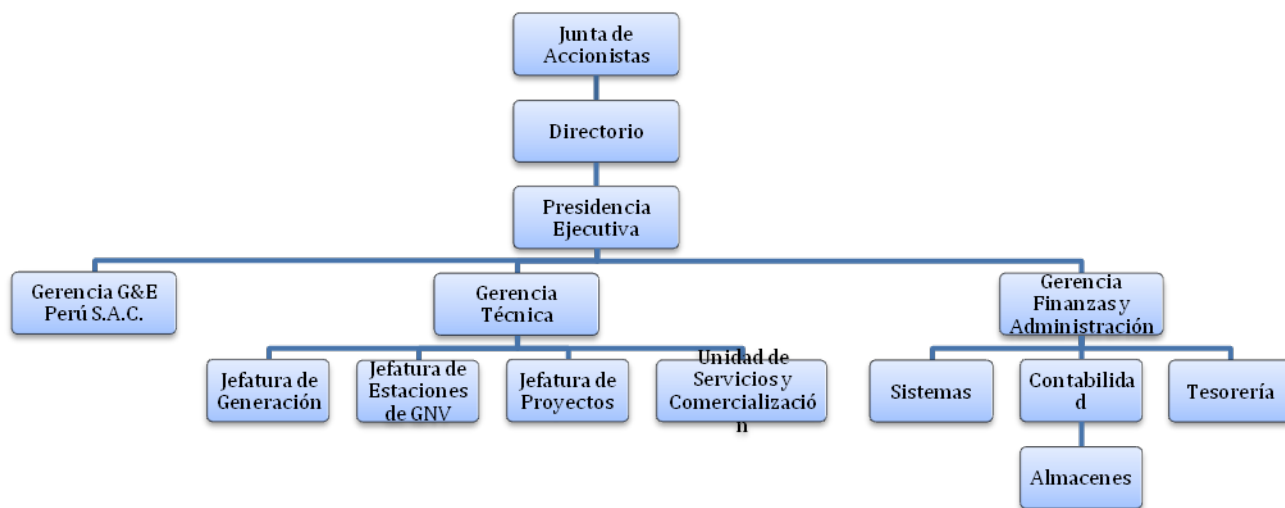 Junta de
Accionistas
Directorio
Presidencia
Ejecutiva
Gerencia G&E
Perú S.A.C.
Gerencia
Técnica
Gerencia
Finanzas y
Administración
Jefatura de
Generación
Jefatura de
Estaciones
de GNV
Jefatura de
Proyectos
Unidad de
Servicios y
Comercializació
n
Sistemas
Contabilida
d
Tesorería
Almacenes